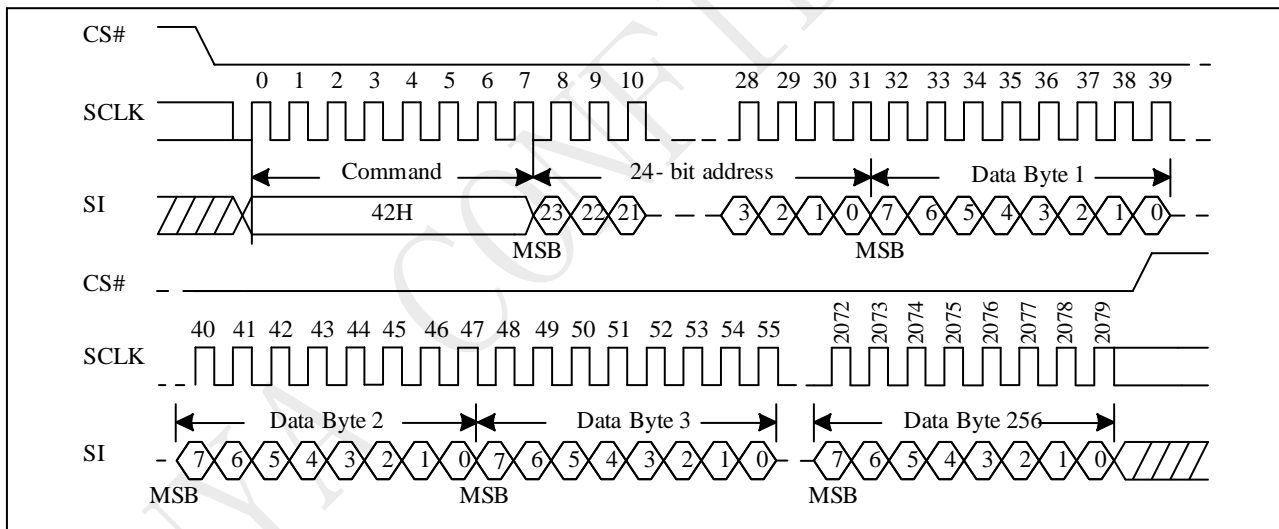 CS#
0 1 2 3 4 5 6 7 8 9 10 28 29 30 31 32 33 34 35 36 37 38 39
SCLK
Command 24- bit address Data Byte 1
SI 42H 23 22 21 3 2 1 0 7 6 5 4 3 2 1 0
MSB MSB
CS#
40 41 42 43 44 45 46 47 48 49 50 51 52 53 54 55 2072 2073 2074 2075 2076 2077 2078 2079
SCLK
Data Byte 2 Data Byte 3 Data Byte 256
SI 7 6 5 4 3 2 1 0 7 6 5 4 3 2 1 0 7 6 5 4 3 2 1 0
MSB MSB MSB